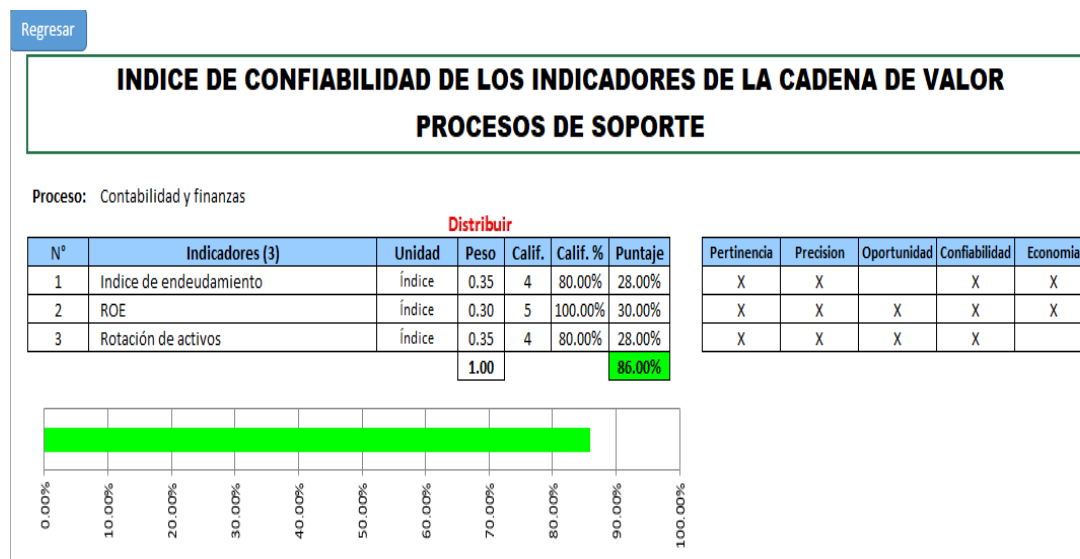 Regresar
INDICE DE CONFIABILIDAD DE LOS INDICADORES DE LA CADENA DE VALOR
PROCESOS DE SOPORTE
Proceso: Contabilidad y finanzas
Distribuir
N° Indicadores (3) Unidad Peso Calif. Calif. % Puntaje Pertinencia Precision Oportunidad Confiabilidad Economia
1 Indice de endeudamiento Índice 0.35 4 80.00% 28.00% X X X X
2 ROE Índice 0.30 5 100.00% 30.00% X X X X X
3 Rotación de activos Índice 0.35 4 80.00% 28.00% X X X X
1.00 86.00%
0.00% 10.00% 20.00% 30.00% 40.00% 50.00% 60.00% 70.00% 80.00% 90.00% 100.00%